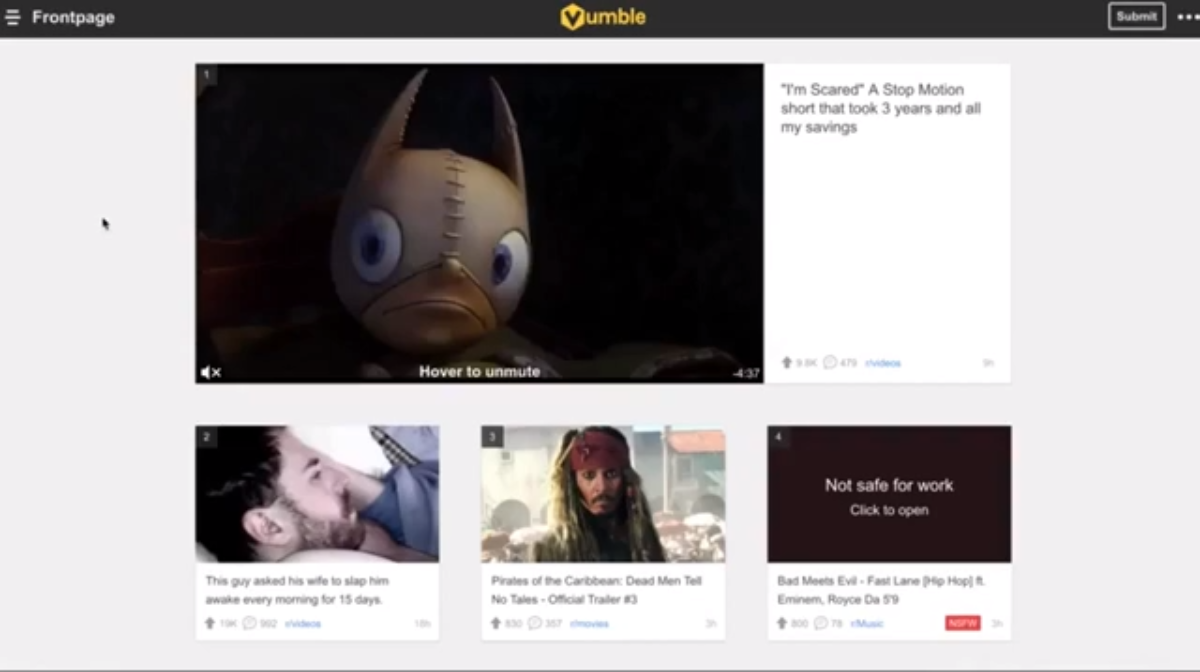 Frontpage
Vumble
Submit
1
"I'm Scared" A Stop Motion
short that took 3 years and all
my savings
Hover to unmute
-4:37
9.8K 479 r/videos 9h
2
This guy asked his wife to slap him
awake every morning for 15 days.
19K 992 r/videos 18h
3
Pirates of the Caribbean: Dead Men Tell
No Tales - Official Trailer #3
830 357 r/movies 3h
4
Not safe for work
Click to open
Bad Meets Evil - Fast Lane [Hip Hop] ft.
Eminem, Royce Da 5'9
800 78 r/Music NSFW 3h